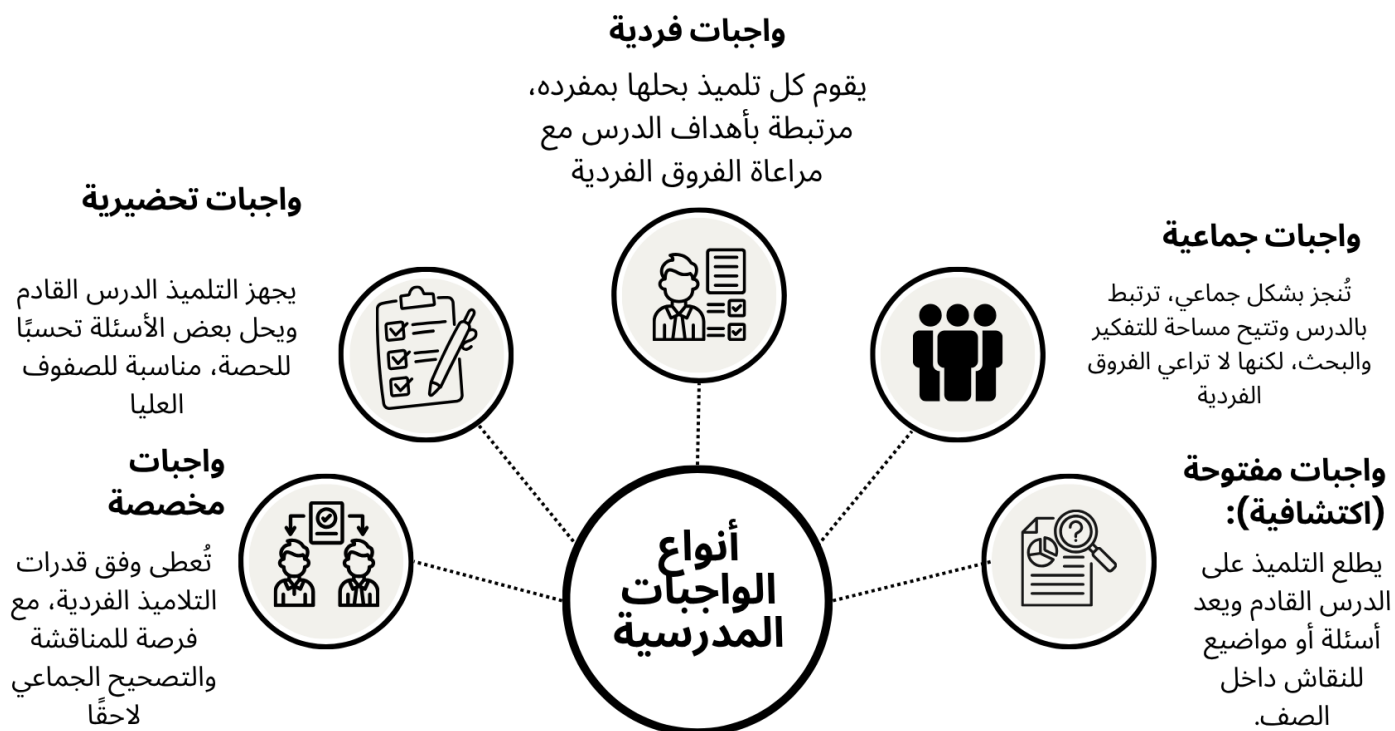 واجبات فردية
يقوم كل تلميذ بحلها بمفرده،
مرتبطة بأهداف الدرس مع
مراعاة الفروق الفردية
واجبات جماعية
تُنجز بشكل جماعي، ترتبط
بالدرس وتتيح مساحة للتفكير
والبحث، لكنها لا تراعي الفروق
الفردية
واجبات مفتوحة
(اكتشافية):
يطلع التلميذ على
الدرس القادم ويعد
أسئلة أو مواضيع
للنقاش داخل
الصف.
واجبات تحضيرية
يجهز التلميذ الدرس القادم
ويحل بعض الأسئلة تحسبًا
للحصة، مناسبة للصفوف
العليا
واجبات
مخصصة
تُعطى وفق قدرات
التلاميذ الفردية، مع
فرصة للمناقشة
والتصحيح الجماعي
لاحقًا
أنواع
الواجبات
المدرسية